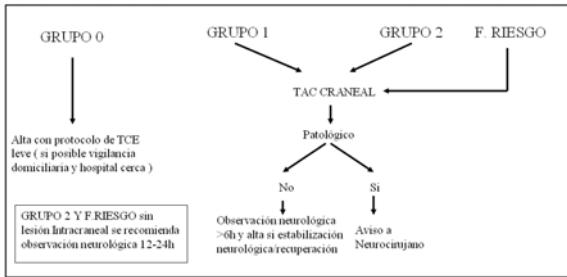 GRUPO 0
GRUPO 1
GRUPO 2
F. RIESGO
TAC CRANEAL
Patológico
Alta con protocolo de TCE
leve ( si posible vigilancia
domiciliaria y hospital cerca )
No
Si
Observación neurológica
>6h y alta si estabilización
neurológica/recuperación
Aviso a
Neurocirujano
GRUPO 2 Y F.RIESGO sin
lesión Intracraneal se recomienda
observación neurológica 12-24h